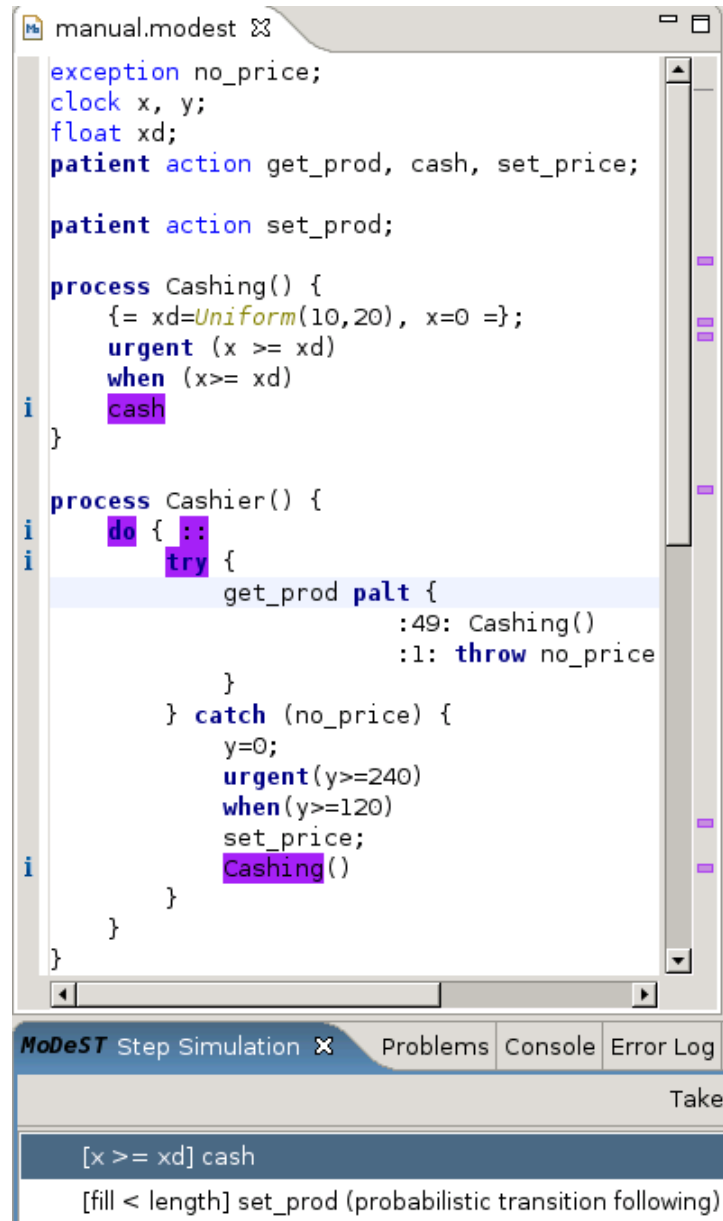 manual.modest
exception no_price;
clock x, y;
float xd;
patient action get_prod, cash, set_price;
patient action set_prod;
process Cashing() {
{= xd=Uniform(10,20), x=0 =};
urgent (x >= xd)
when (x>= xd)
i cash
}
process Cashier() {
i do { ::
i try {
get_prod palt {
:49: Cashing()
:1: throw no_price
}
} catch (no_price) {
y=0;
urgent(y>=240)
when(y>=120)
set_price;
i Cashing()
}
}
}
MoDeST Step Simulation Problems Console Error Log
Take
[x >= xd] cash
[fill < length] set_prod (probabilistic transition following)